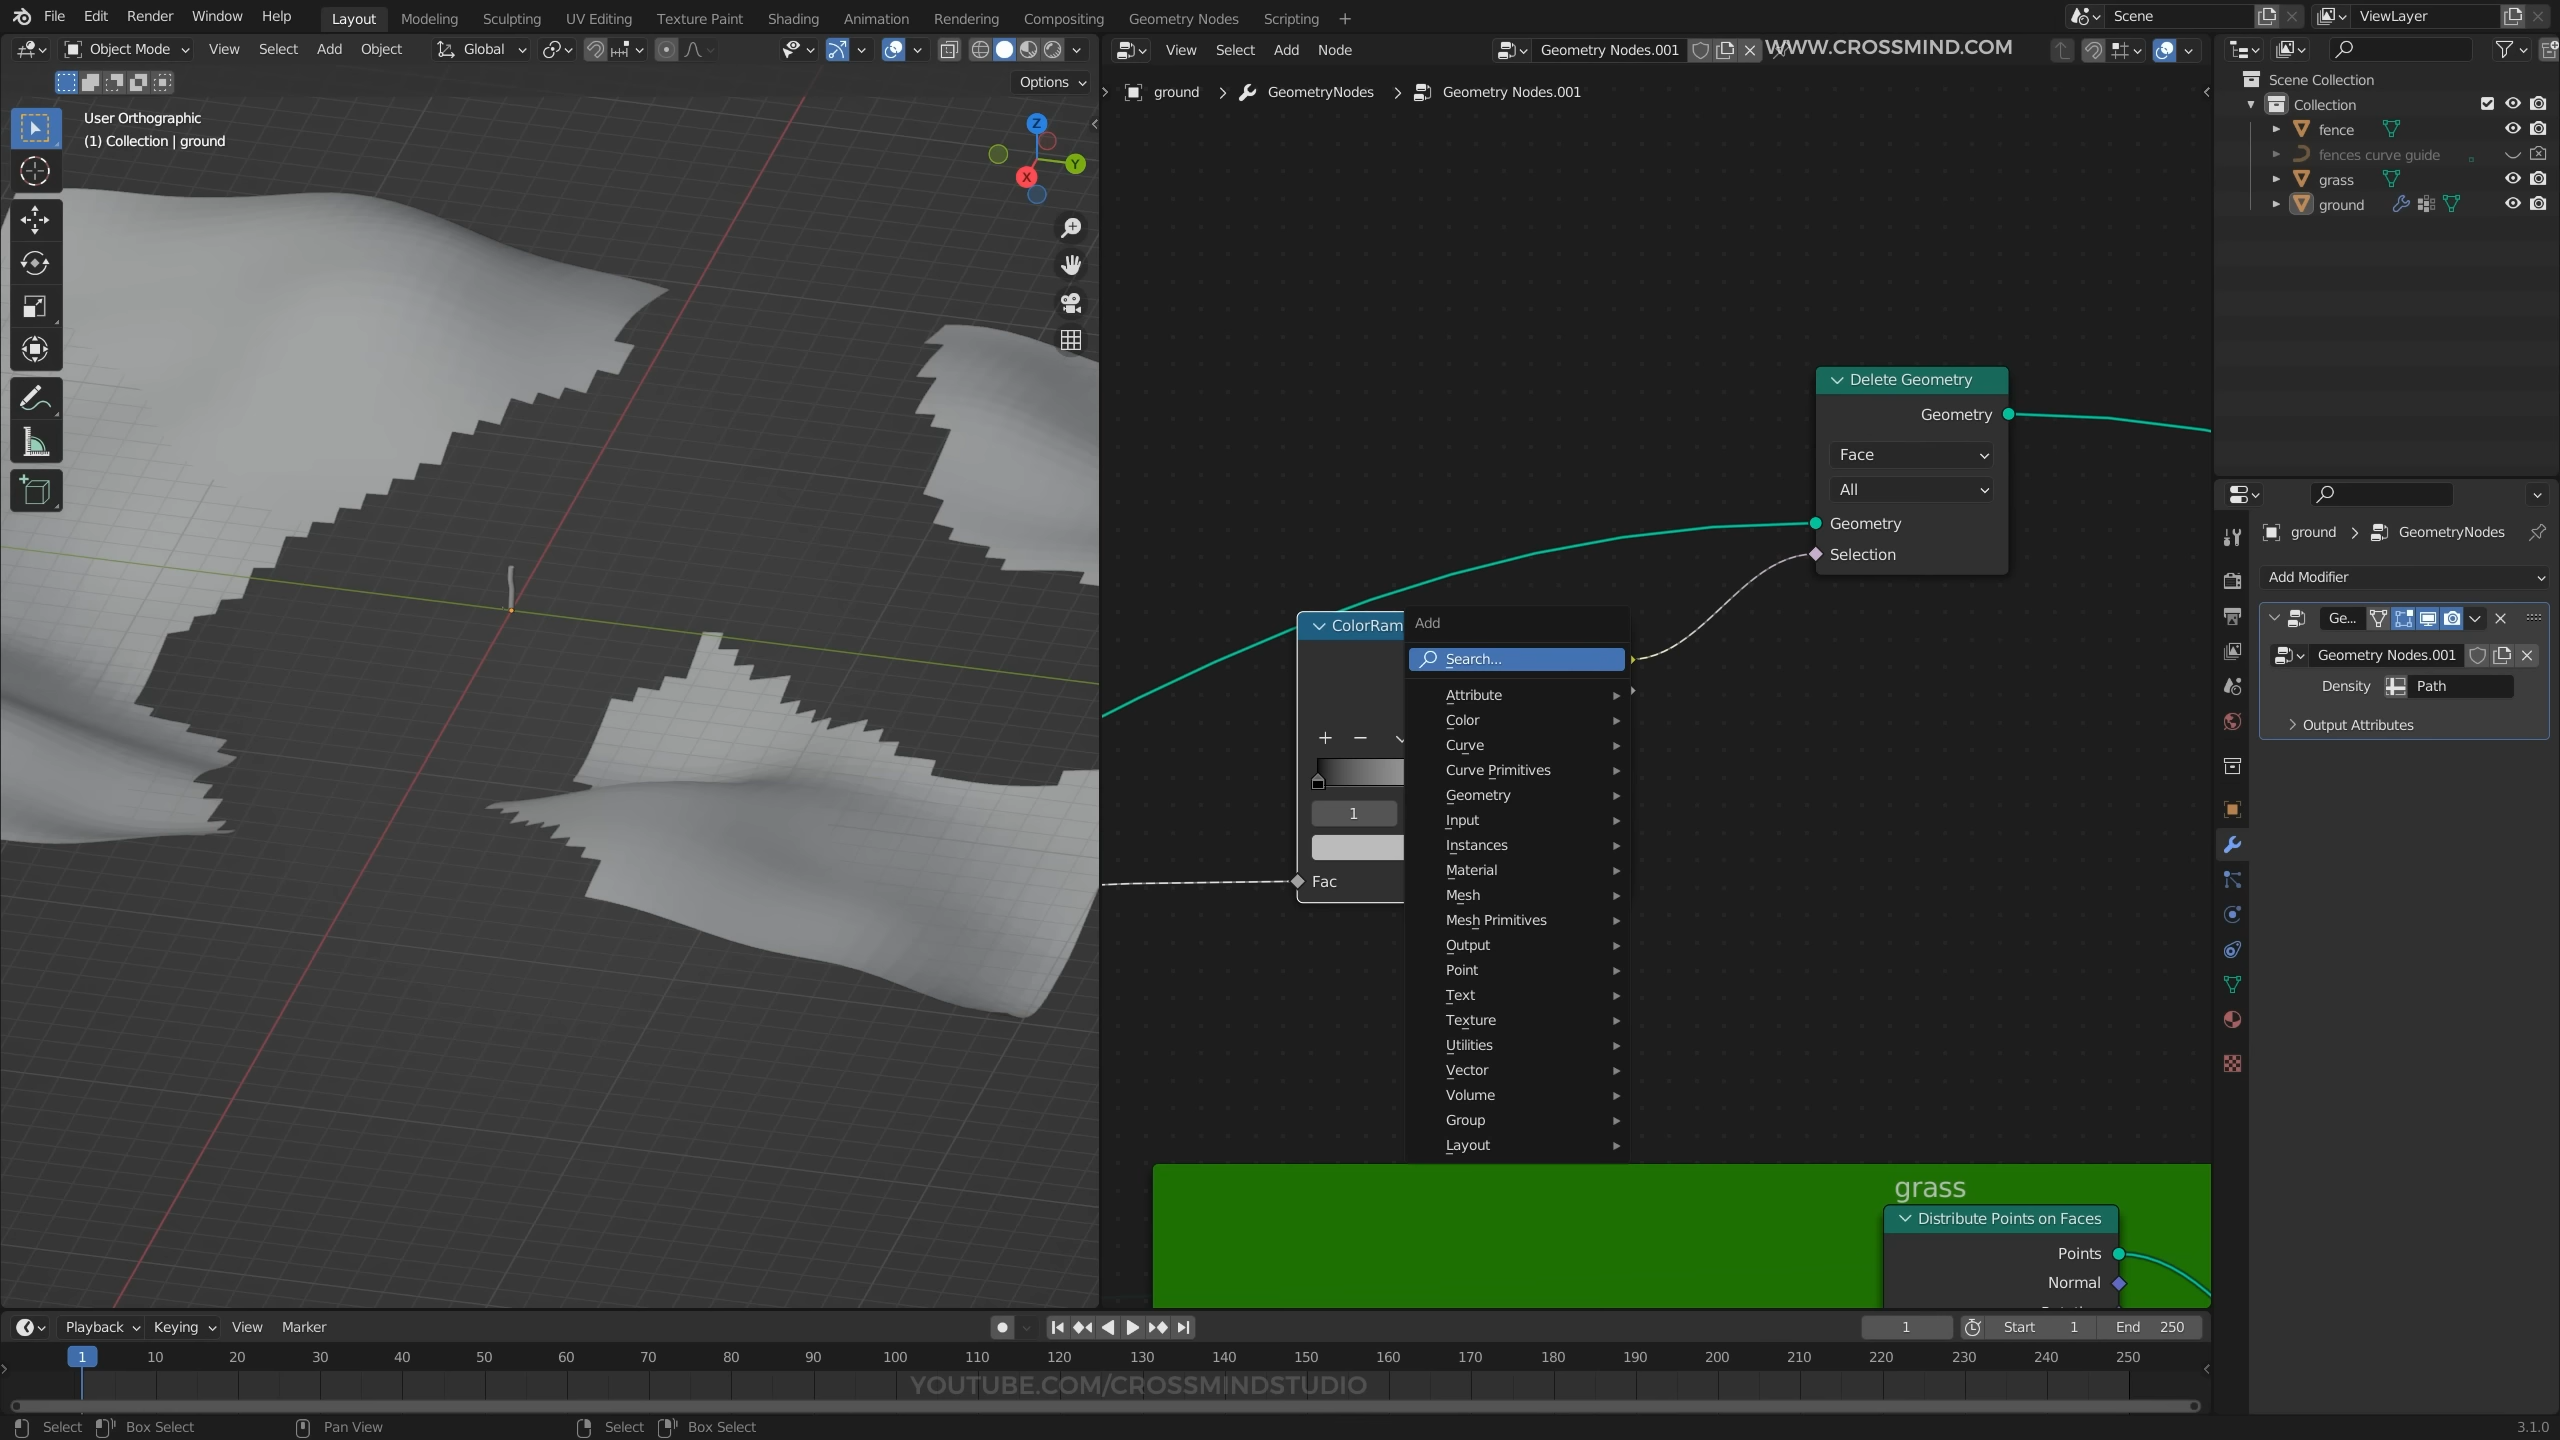 File Edit Render Window Help Layout Modeling Sculpting UV Editing Texture Paint Shading Animation Rendering Compositing Geometry Nodes Scripting + Scene ViewLayer
Object Mode View Select Add Object Global View Select Add Node Geometry Nodes.001 WWW.CROSSMIND.COM
Options
ground > GeometryNodes > Geometry Nodes.001
User Orthographic
(1) Collection | ground
Z
Y
X
Scene Collection
Collection
fence
fences curve guide
grass
ground
Delete Geometry
Geometry
Face
All
Geometry
Selection
ColorRam
+ −
1
Fac
Add
Search...
Attribute
Color
Curve
Curve Primitives
Geometry
Input
Instances
Material
Mesh
Mesh Primitives
Output
Point
Text
Texture
Utilities
Vector
Volume
Group
Layout
grass
Distribute Points on Faces
Points
Normal
ground > GeometryNodes
Add Modifier
Ge...
Geometry Nodes.001
Density Path
Output Attributes
Playback Keying View Marker 1 Start 1 End 250
1 10 20 30 40 50 60 70 80 90 100 110 120 130 140 150 160 170 180 190 200 210 220 230 240 250
YOUTUBE.COM/CROSSMINDSTUDIO
Select Box Select Pan View Select Box Select 3.1.0